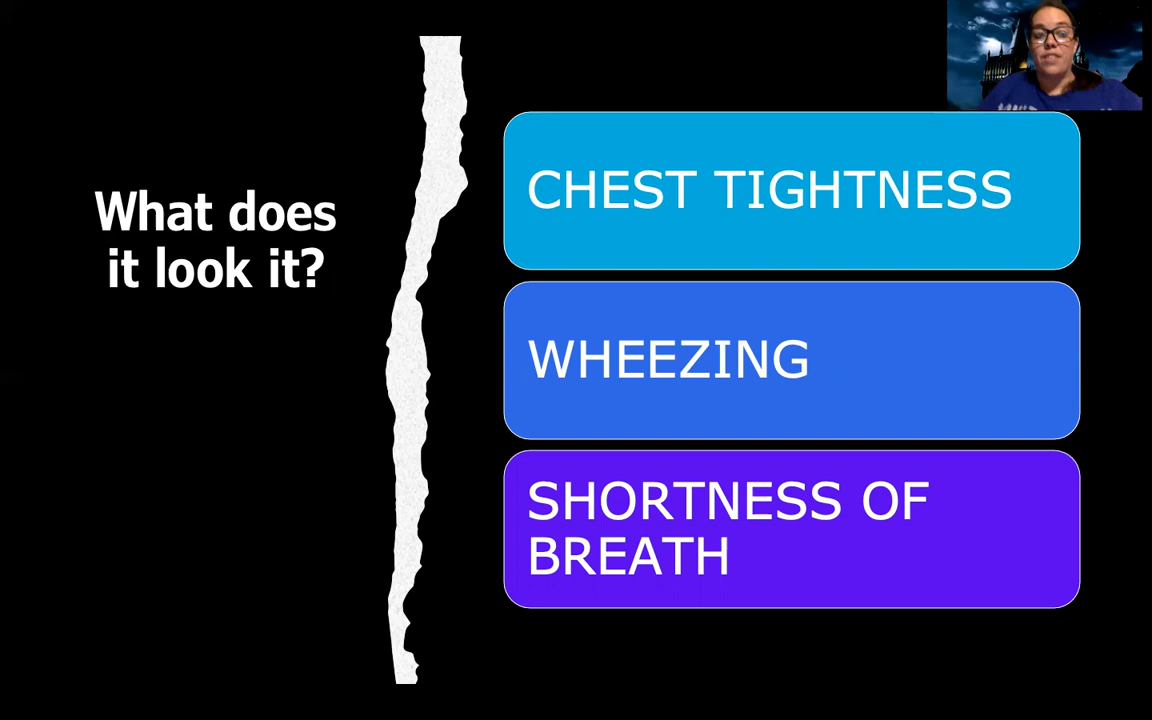 What does
it look it?
CHEST TIGHTNESS
WHEEZING
SHORTNESS OF
BREATH